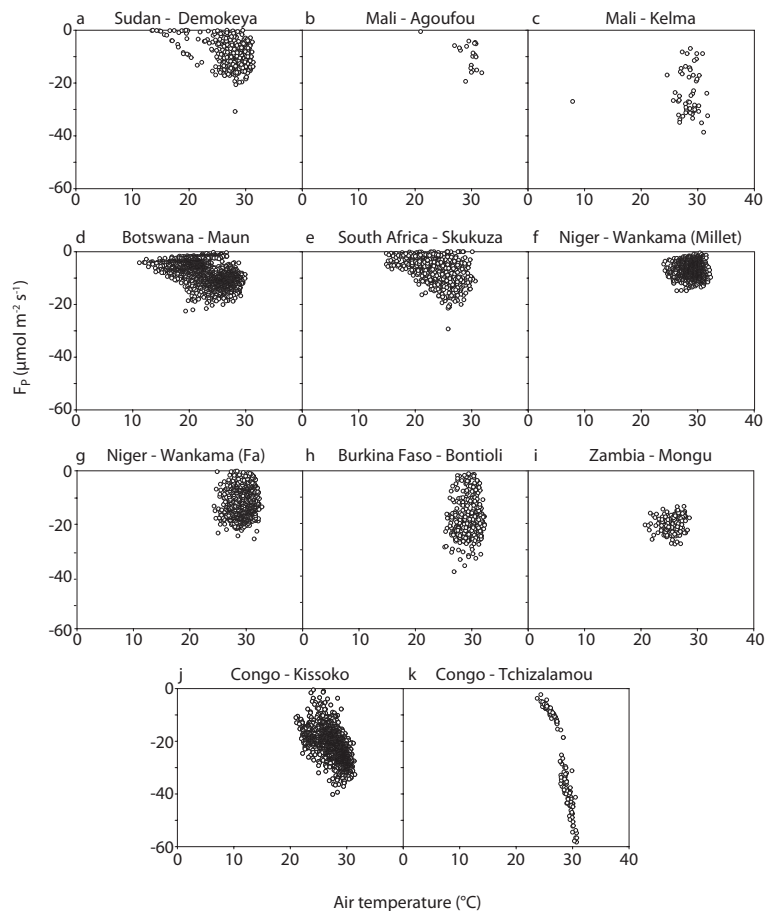 a Sudan - Demokeya b Mali - Agoufou c Mali - Kelma
0
-20
-40
-60
0 10 20 30 0 10 20 30 0 10 20 30 40
d Botswana - Maun e South Africa - Skukuza f Niger - Wankama (Millet)
0
-20
-40
-60
0 10 20 30 0 10 20 30 0 10 20 30 40
g Niger - Wankama (Fa) h Burkina Faso - Bontioli i Zambia - Mongu
0
-20
-40
-60
0 10 20 30 0 10 20 30 0 10 20 30 40
j Congo - Kissoko k Congo - Tchizalamou
0
-20
-40
-60
0 10 20 30 0 10 20 30 40
Fₚ (µmol m⁻² s⁻¹)
Air temperature (°C)